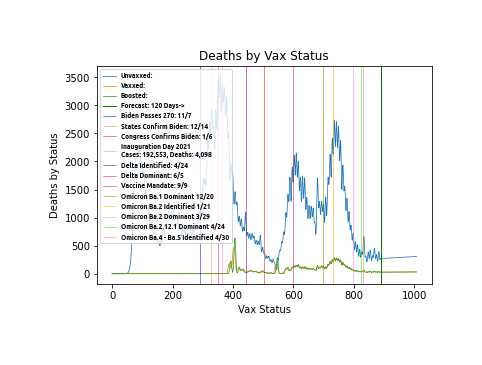 Deaths by Vax Status
Deaths by Status
3500
3000
2500
2000
1500
1000
500
0
Unvaxxed:
Vaxxed:
Boosted:
Forecast: 120 Days->
Biden Passes 270: 11/7
States Confirm Biden: 12/14
Congress Confirms Biden: 1/6
Inauguration Day 2021
Cases: 192,553, Deaths: 4,098
Delta Identified: 4/24
Delta Dominant: 6/5
Vaccine Mandate: 9/9
Omicron Ba.1 Dominant 12/20
Omicron Ba.2 Identified 1/21
Omicron Ba.2 Dominant 3/29
Omicron Ba.2.12.1 Dominant 4/24
Omicron Ba.4 - Ba.5 Identified 4/30
0 200 400 600 800 1000
Vax Status